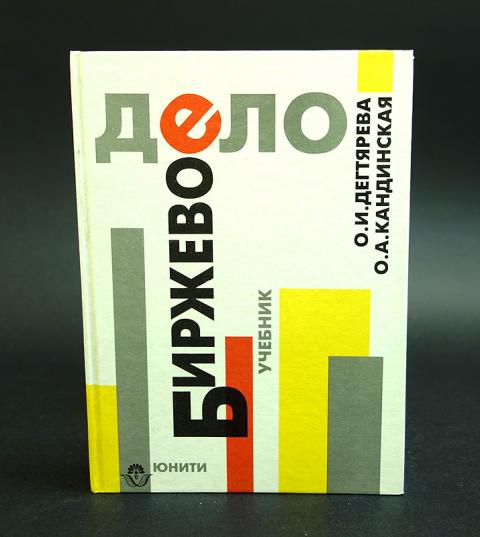 БИРЖЕВОе
дело
О.И.ДЕГТЯРЕВА
О.А.КАНДИНСКАЯ
УЧЕБНИК
ЮНИТИ